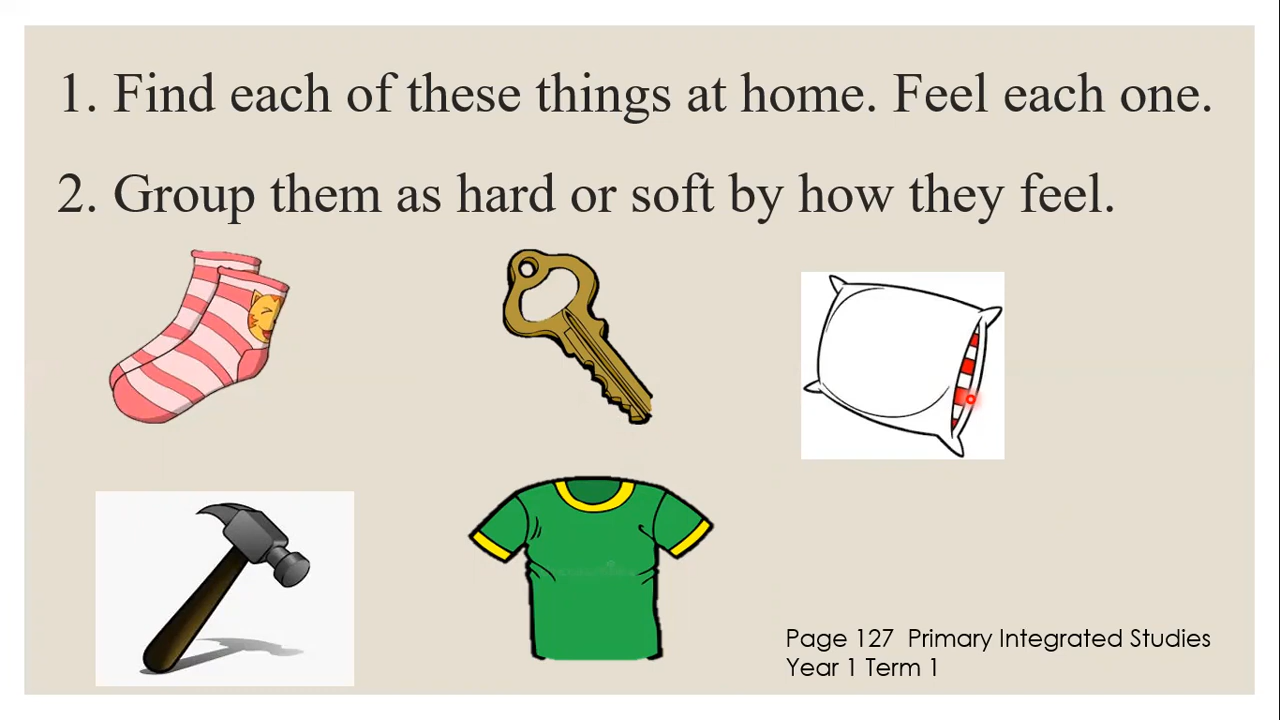 1. Find each of these things at home. Feel each one.
2. Group them as hard or soft by how they feel.
Page 127 Primary Integrated Studies
Year 1 Term 1